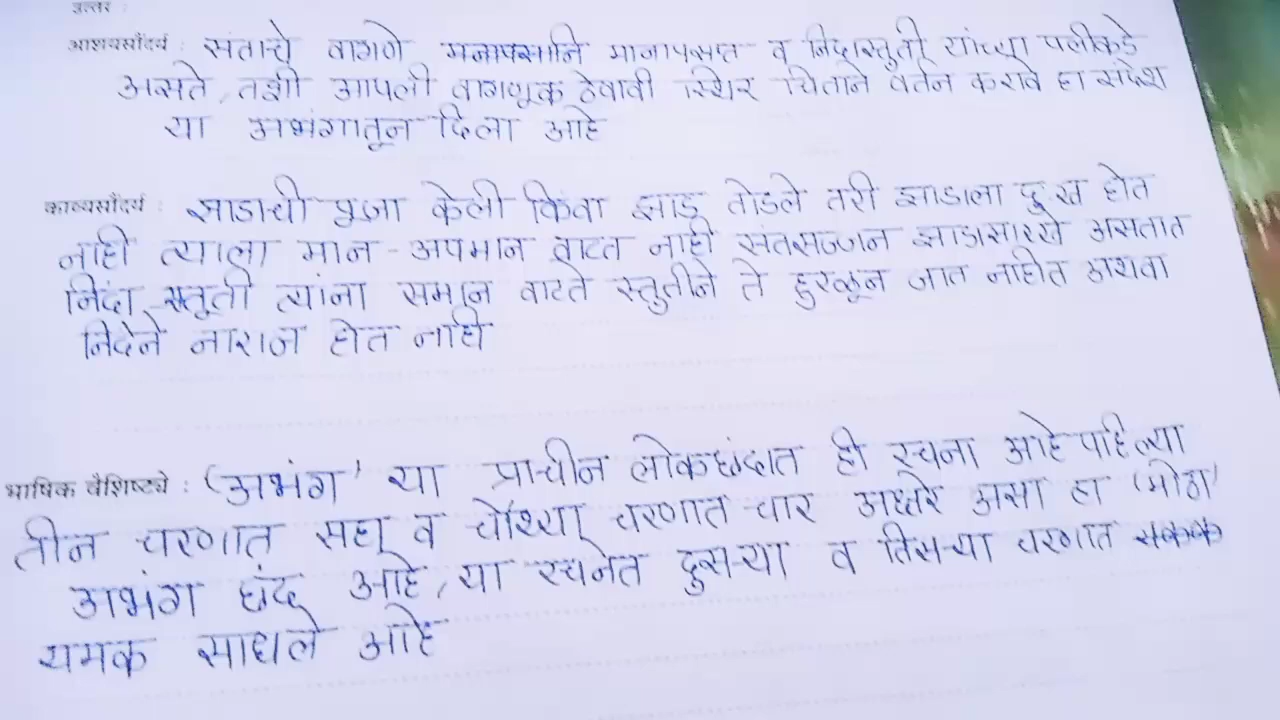 उत्तर :
आशयसौंदर्य : संताचे वागणे मानापमान व निंदास्तुती यांच्या पलीकडे
असते, तशी आपली वागणूक ठेवावी स्थिर चिताने वर्तन करावे हा संदेश
या अभंगातून दिला आहे
काव्यसौंदर्य : झाडाची पुजा केली किंवा झाड तोडले तरी झाडाला दुःख होत
नाही त्याला मान - अपमान वाटत नाही संतसज्जन झाडासारखे असतात
निंदा स्तूती त्यांना समान वाटते स्तुतीने ते हुरळून जात नाहीत अथवा
निंदेने नाराज होत नाही
भाषिक वैशिष्ट्ये : 'अभंग' या प्राचीन लोकछंदात ही रचना आहे पहिल्या
तीन चरणात सहा व चौथ्या चरणात चार अक्षरे असा हा 'मोठा'
अभंग छंद आहे, या रचनेत दुसऱ्या व तिसऱ्या चरणात
यमक साधले आहे